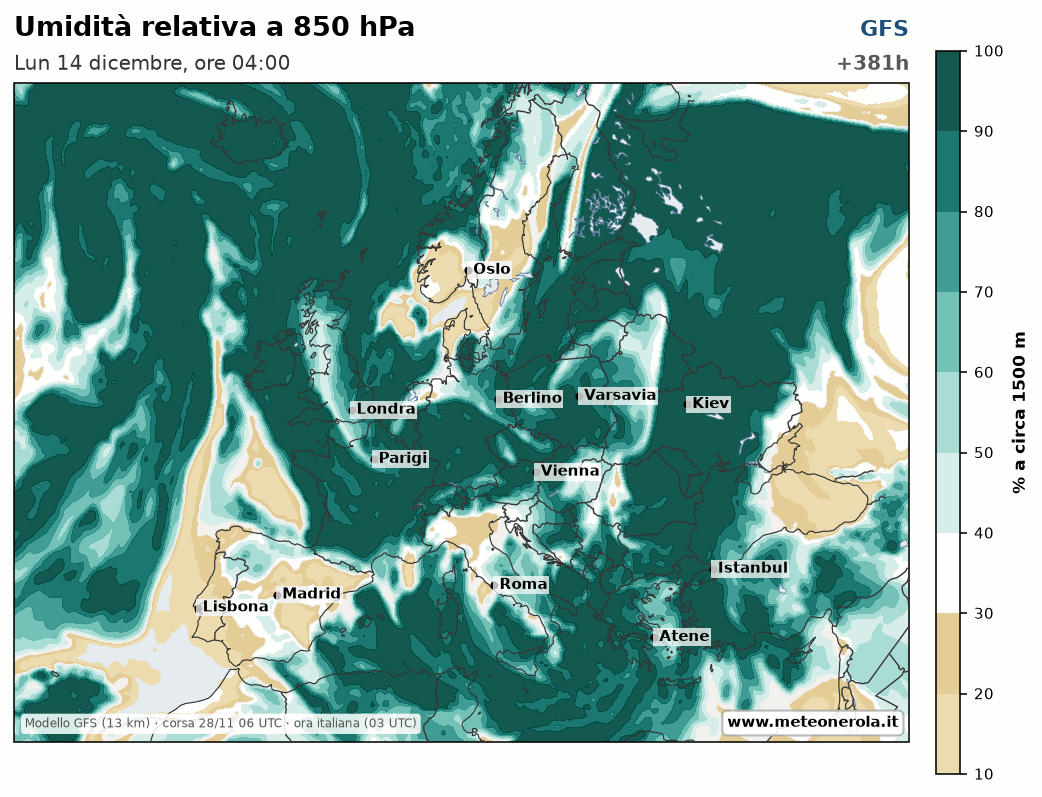 Umidità relativa a 850 hPa
GFS
Lun 14 dicembre, ore 04:00
+381h
100
90
80
70
60
50
40
30
20
10
% a circa 1500 m
Oslo
Londra
Berlino
Varsavia
Kiev
Parigi
Vienna
Istanbul
Roma
Madrid
Lisbona
Atene
Modello GFS (13 km) · corsa 28/11 06 UTC · ora italiana (03 UTC)
www.meteonerola.it